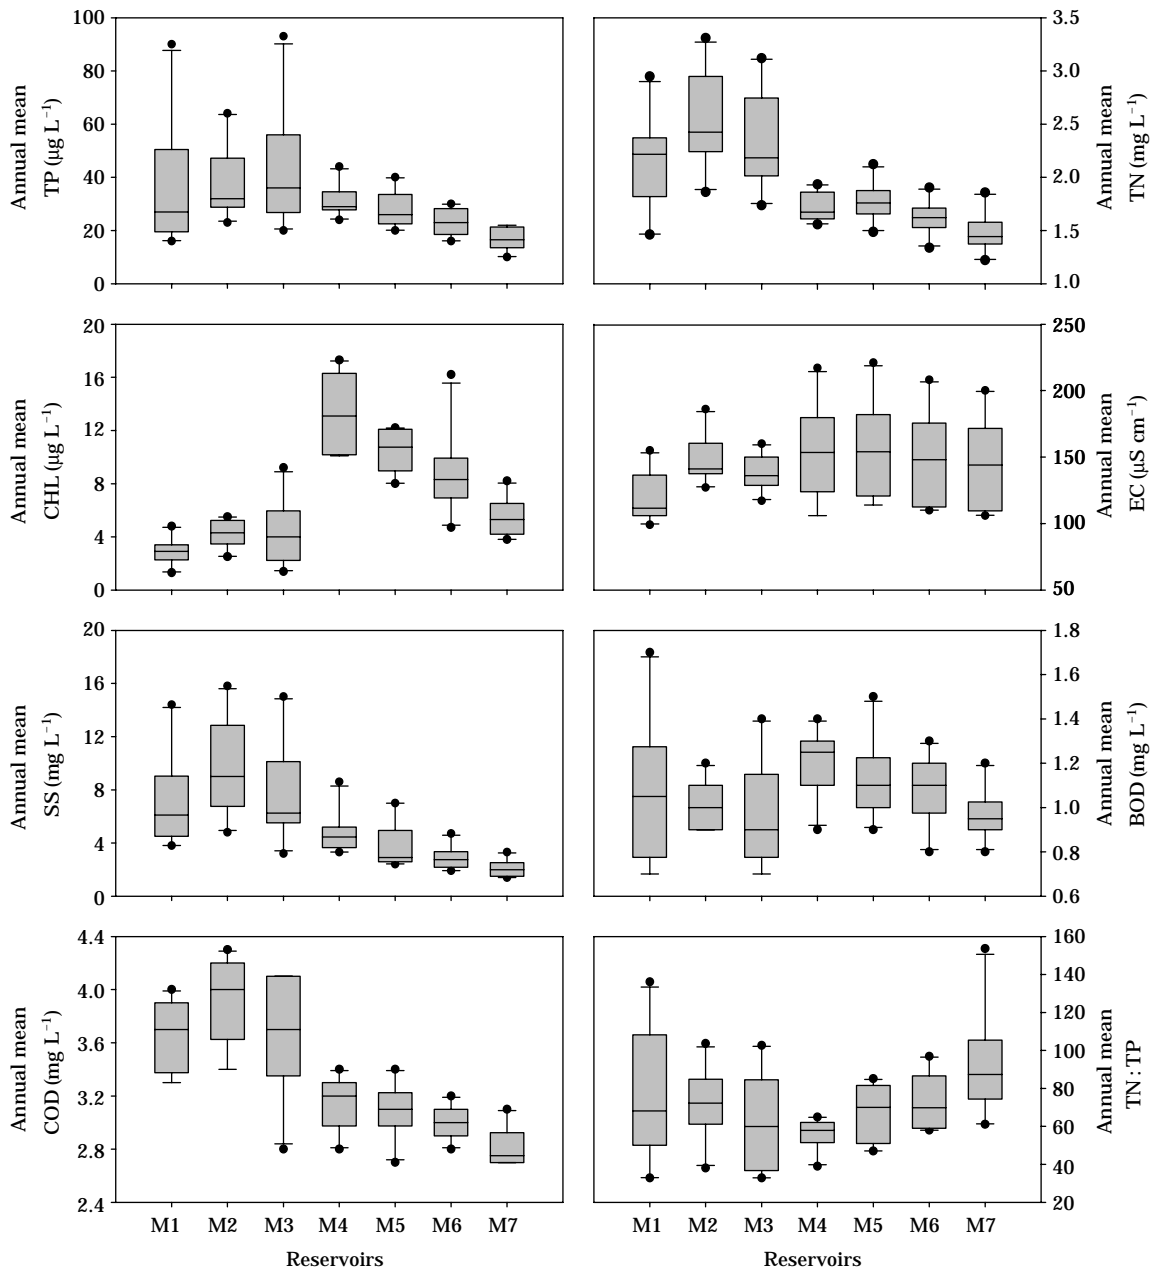 Annual mean
TP (μg L⁻¹)
100
80
60
40
20
0
3.5
3.0
2.5
2.0
1.5
1.0
Annual mean
TN (mg L⁻¹)
Annual mean
CHL (μg L⁻¹)
20
16
12
8
4
0
250
200
150
100
50
Annual mean
EC (μS cm⁻¹)
Annual mean
SS (mg L⁻¹)
20
16
12
8
4
0
1.8
1.6
1.4
1.2
1.0
0.8
0.6
Annual mean
BOD (mg L⁻¹)
Annual mean
COD (mg L⁻¹)
4.4
4.0
3.6
3.2
2.8
2.4
160
140
120
100
80
60
40
20
Annual mean
TN : TP
M1 M2 M3 M4 M5 M6 M7
Reservoirs
M1 M2 M3 M4 M5 M6 M7
Reservoirs